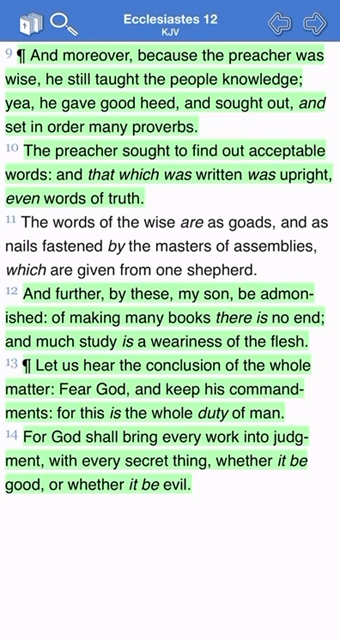 Ecclesiastes 12
KJV
9 ¶ And moreover, because the preacher was
wise, he still taught the people knowledge;
yea, he gave good heed, and sought out, and
set in order many proverbs.
10 The preacher sought to find out acceptable
words: and that which was written was upright,
even words of truth.
11 The words of the wise are as goads, and as
nails fastened by the masters of assemblies,
which are given from one shepherd.
12 And further, by these, my son, be admon-
ished: of making many books there is no end;
and much study is a weariness of the flesh.
13 ¶ Let us hear the conclusion of the whole
matter: Fear God, and keep his command-
ments: for this is the whole duty of man.
14 For God shall bring every work into judg-
ment, with every secret thing, whether it be
good, or whether it be evil.